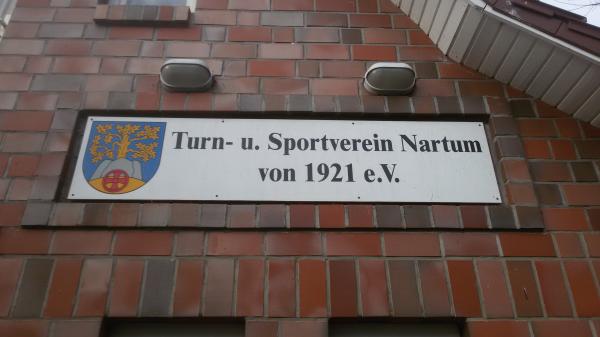 Turn- u. Sportverein Nartum
von 1921 e.V.